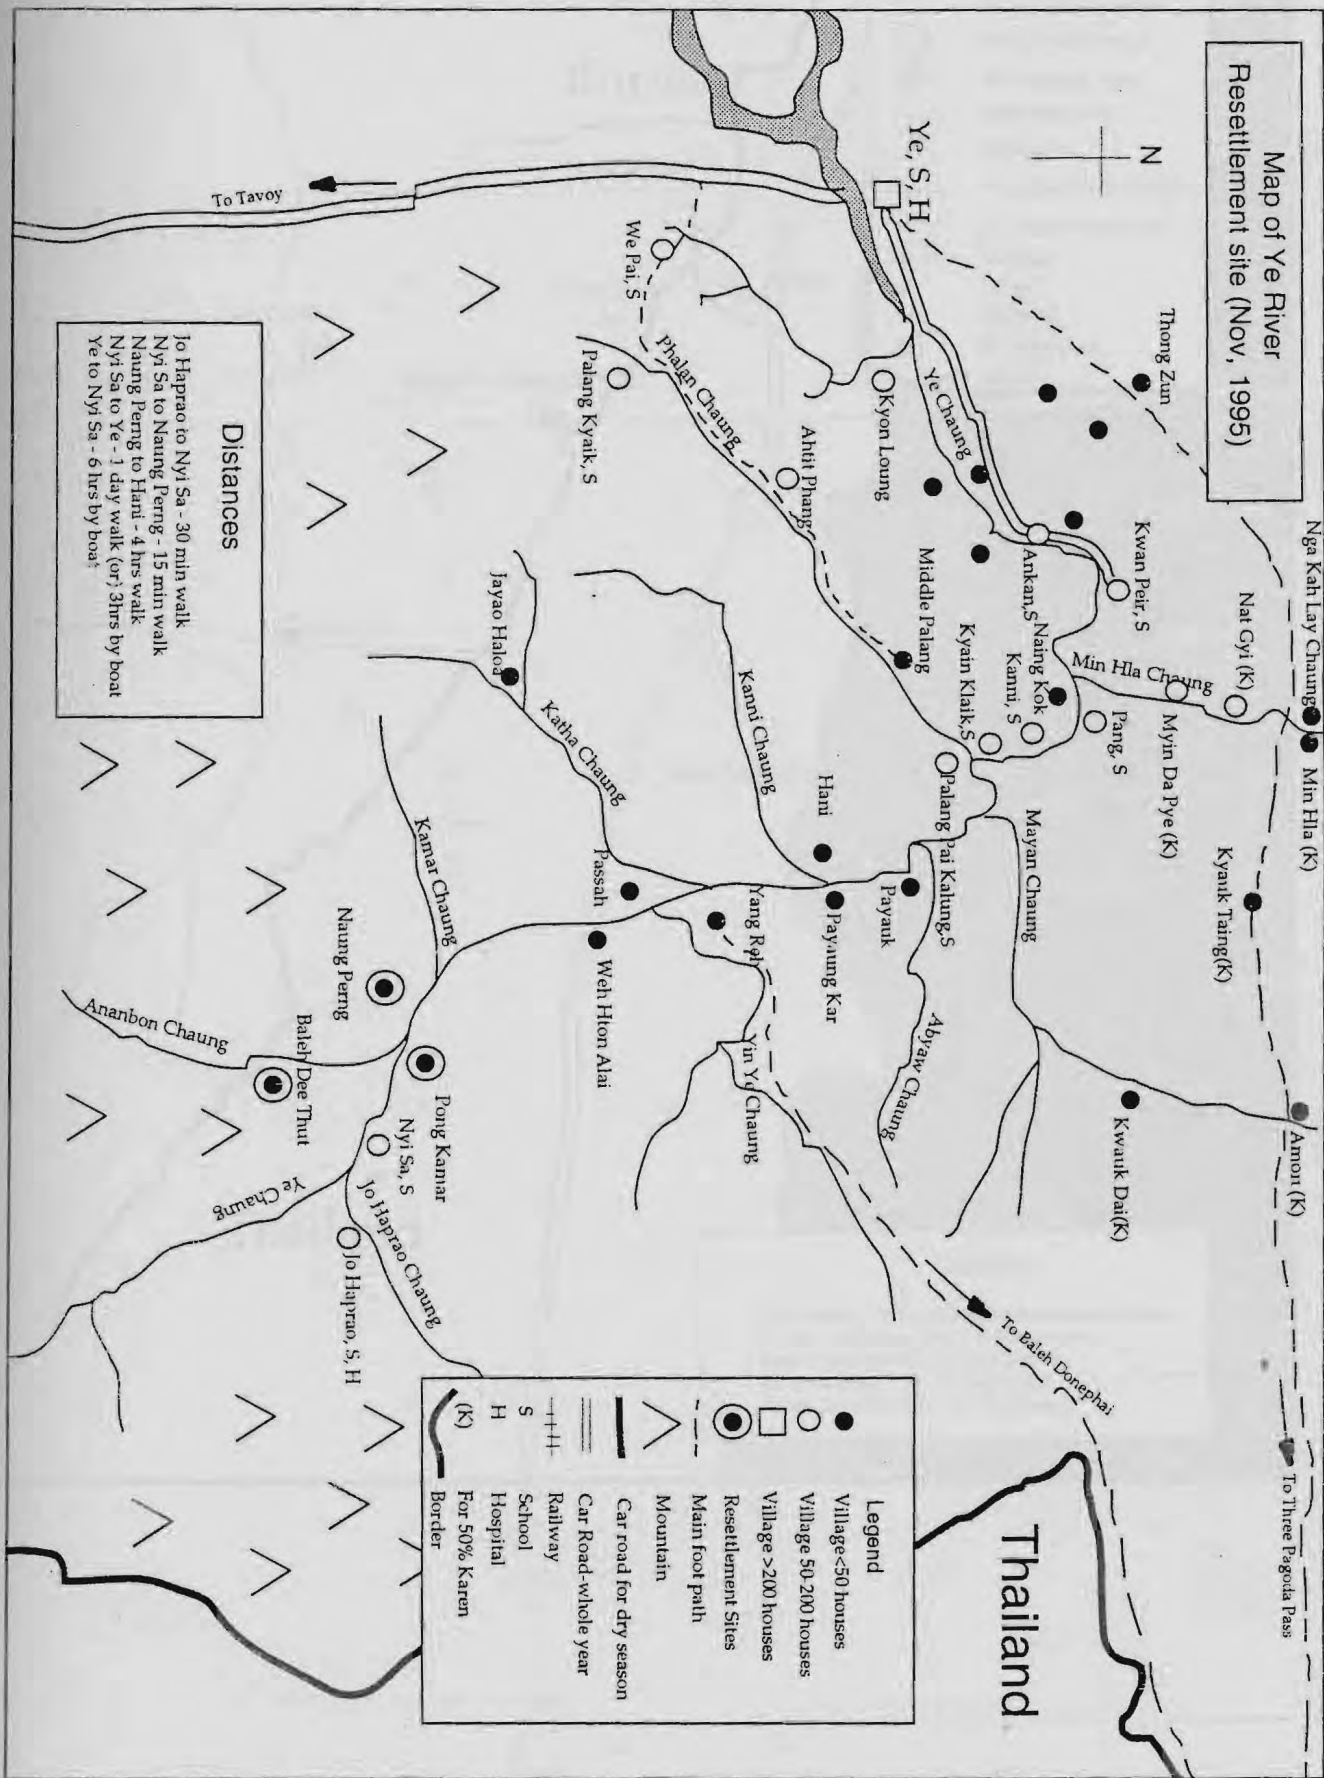 Map of Ye River
Resettlement site (Nov, 1995)
N
Thailand
Nga Kah Lay Chaung
Min Hla (K)
Nat Gyi (K)
Myin Da Pye (K)
Min Hla Chaung
Kyauk Taing(K)
Amon (K)
To Three Pagoda Pass
Thong Zun
Kwan Peir, S
Pang, S
Kwauk Dai(K)
Ye, S, H
Ye Chaung
Ankan,S
Naing Kok
Kanni, S
Mayan Chaung
Kyon Loung
Middle Palang
Kyain Klaik,S
Palang Pai Kalung,S
Abyaw Chaung
To Baleh Donephai
Ahtit Phang
Phalan Chaung
Hani
Payauk
Payaung Kar
Kanni Chaung
Yang Reh
Yin Ye Chaung
We Pai, S
Palang Kyaik, S
Jayao Haloa
Katha Chaung
Passah
Weh Hton Alai
Kamar Chaung
Naung Perng
Pong Kamar
Nyi Sa, S
Jo Haprao Chaung
Jo Haprao, S, H
Ananbon Chaung
Baleh Dee Thut
Ye Chaung
To Tavoy
Distances
Jo Haprao to Nyi Sa - 30 min walk
Nyi Sa to Naung Perng - 15 min walk
Naung Perng to Hani - 4 hrs walk
Nyi Sa to Ye - 1 day walk (or) 3hrs by boat
Ye to Nyi Sa - 6 hrs by boat
Legend
Village<50 houses
Village 50-200 houses
Village >200 houses
Resettlement Sites
Main foot path
Mountain
Car road for dry season
Car Road-whole year
Railway
S School
H Hospital
(K) For 50% Karen
Border